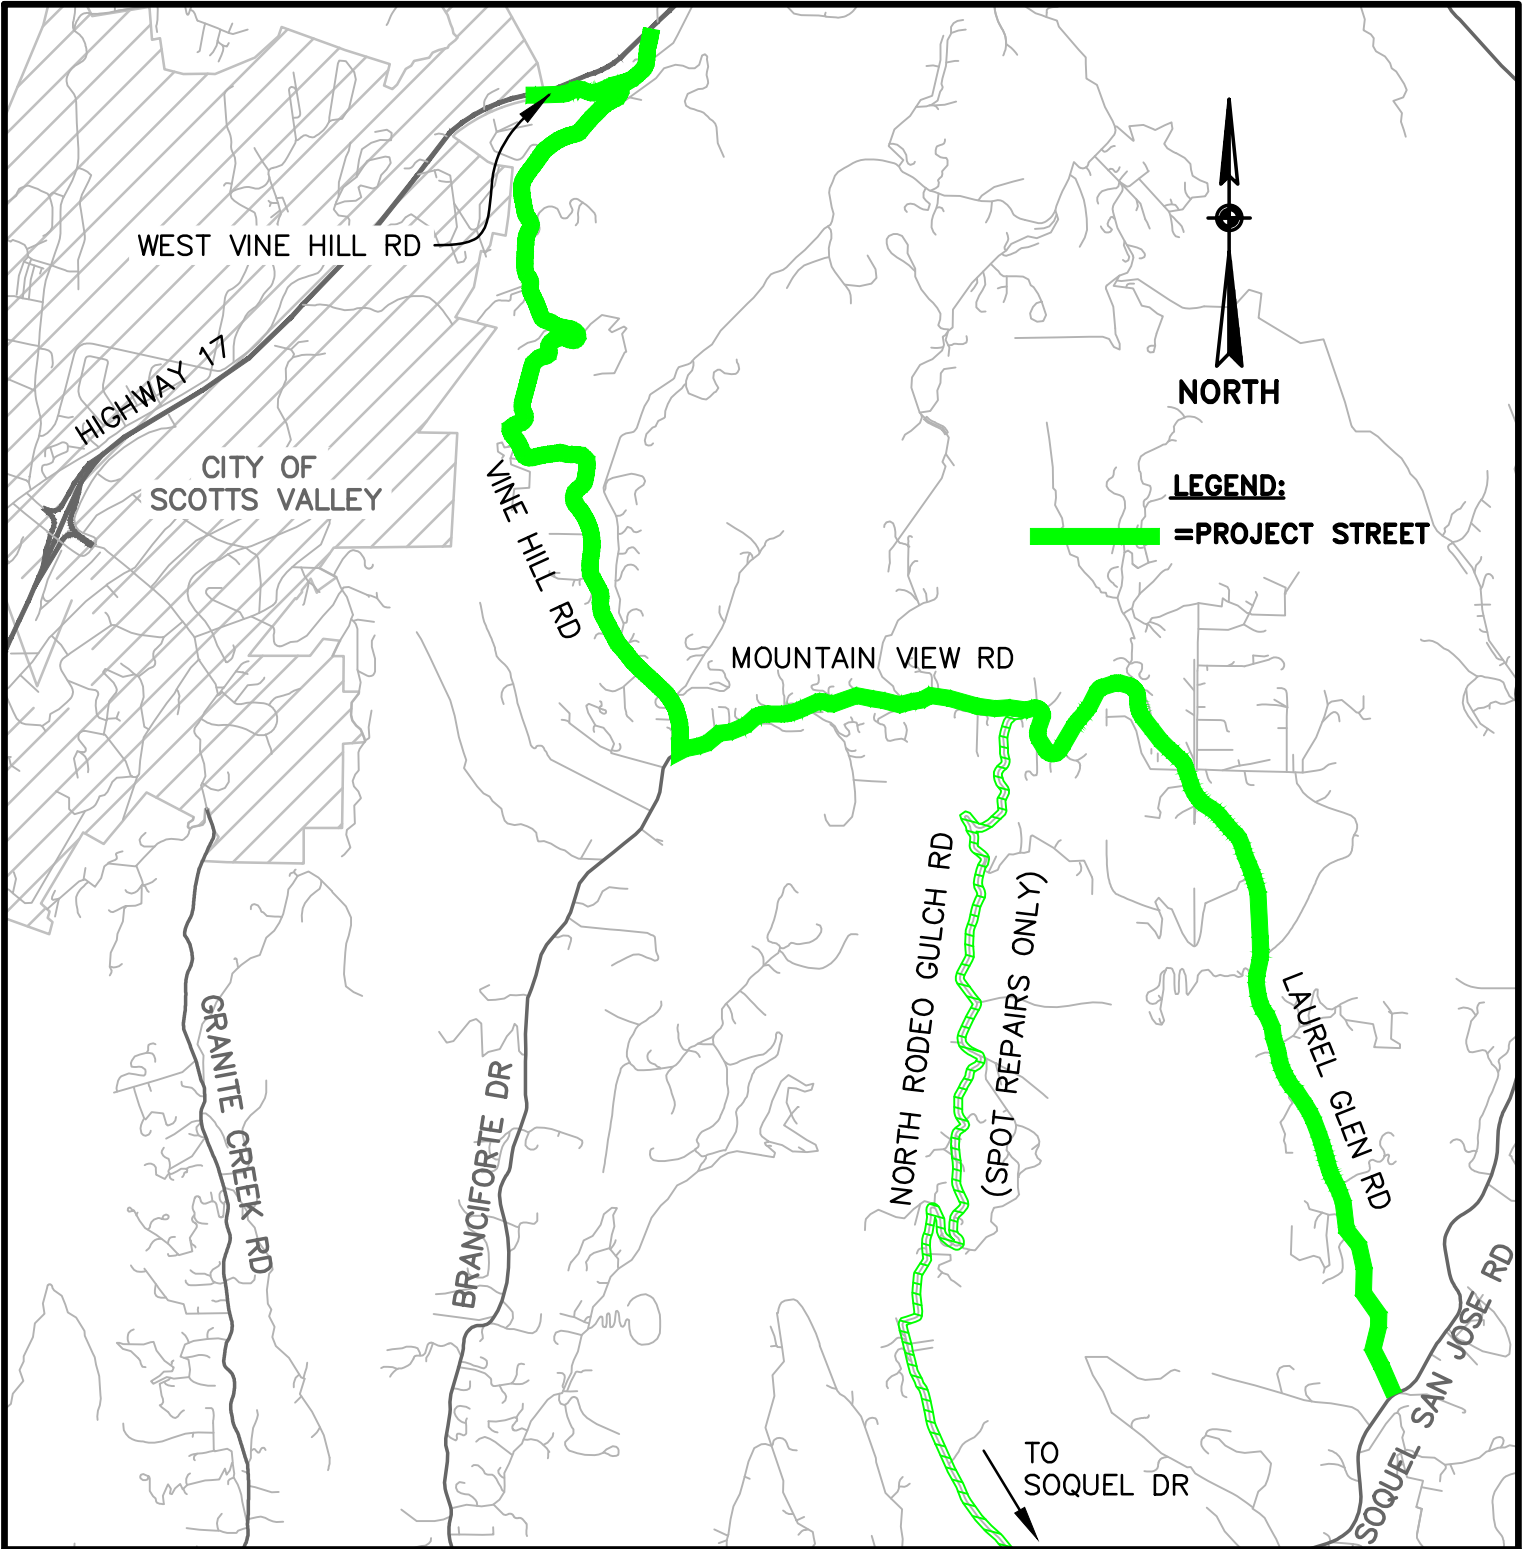 WEST VINE HILL RD
HIGHWAY 17
NORTH
CITY OF
SCOTTS VALLEY
VINE HILL RD
LEGEND:
=PROJECT STREET
MOUNTAIN VIEW RD
NORTH RODEO GULCH RD
(SPOT REPAIRS ONLY)
LAUREL GLEN RD
GRANITE CREEK RD
BRANCIFORTE DR
SOQUEL SAN JOSE RD
TO
SOQUEL DR